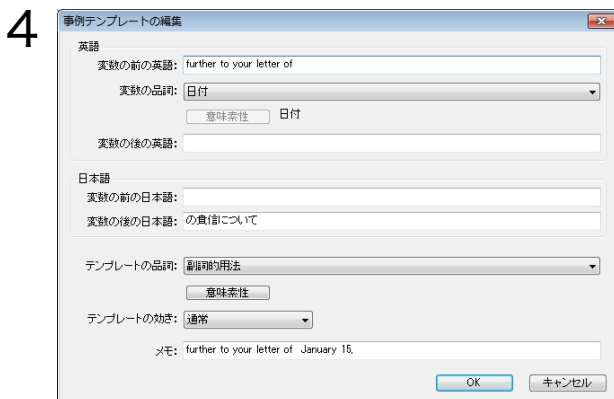 4
事例テンプレートの編集
英語
変数の前の英語: further to your letter of
変数の品詞: 日付
意味素性 日付
変数の後の英語:
日本語
変数の前の日本語:
変数の後の日本語: の貴信について
テンプレートの品詞: 副詞的用法
意味素性
テンプレートの効き: 通常
メモ: further to your letter of January 15,
OK キャンセル